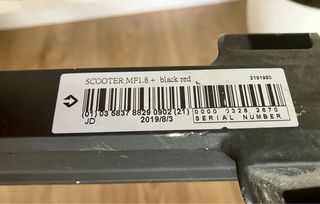 SCOOTER MF1.8 + black red
2191980
(01) 03 5837 8829 0902 (21)
0000 0328 2870
JD
2019/8/3
SERIAL NUMBER